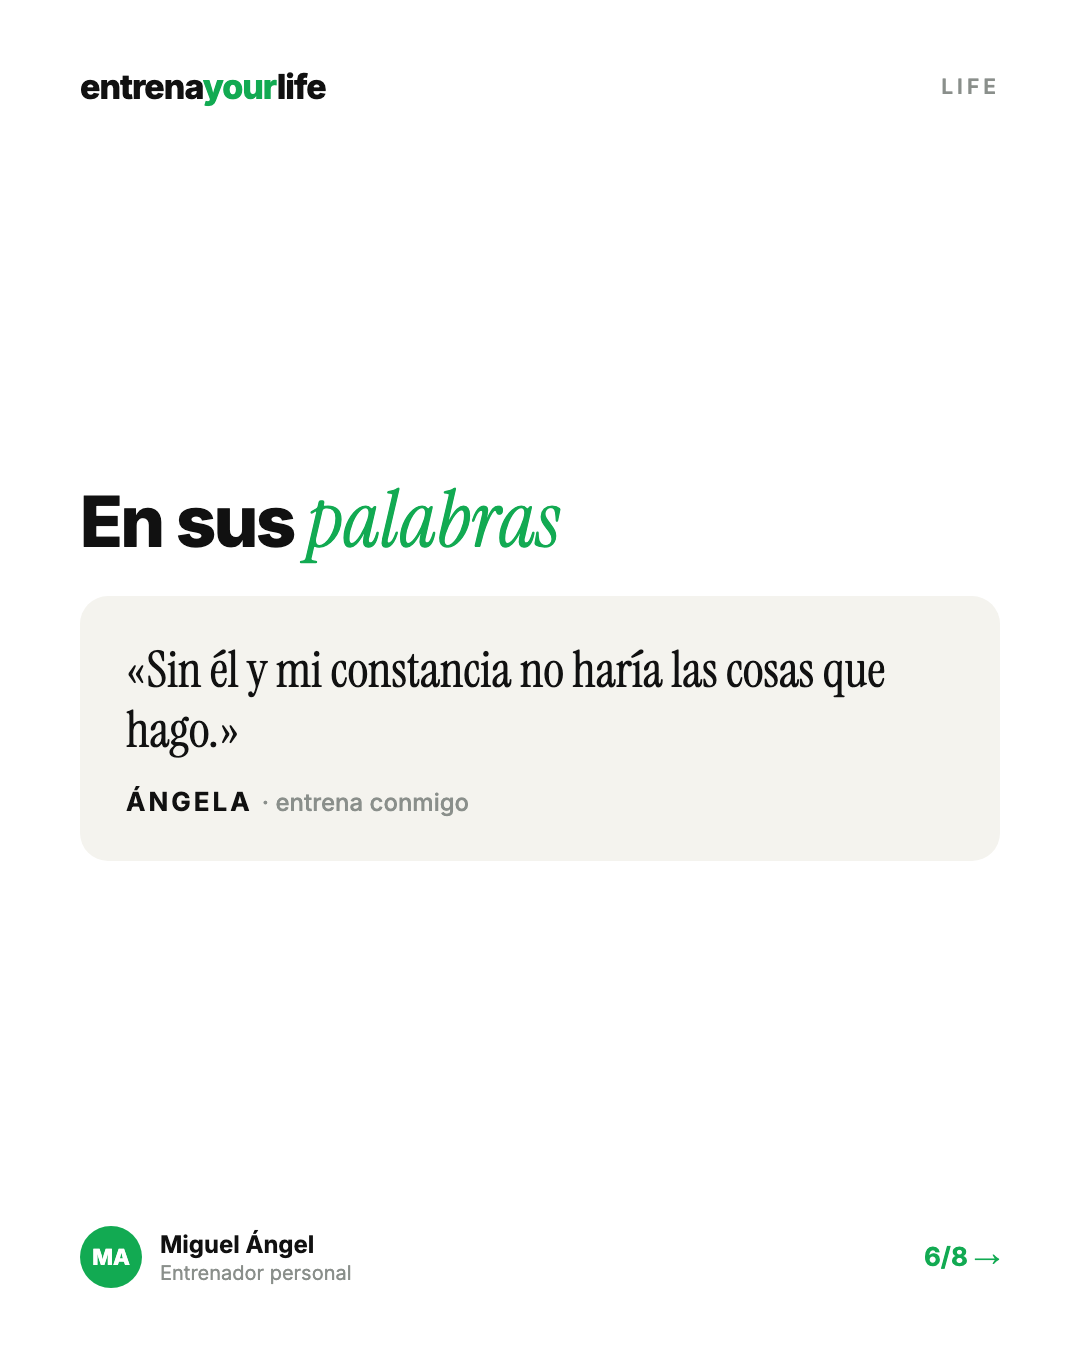 entrenayourlife
LIFE
En sus palabras
«Sin él y mi constancia no haría las cosas que
hago.»
ÁNGELA · entrena conmigo
MA
Miguel Ángel
Entrenador personal
6/8 →